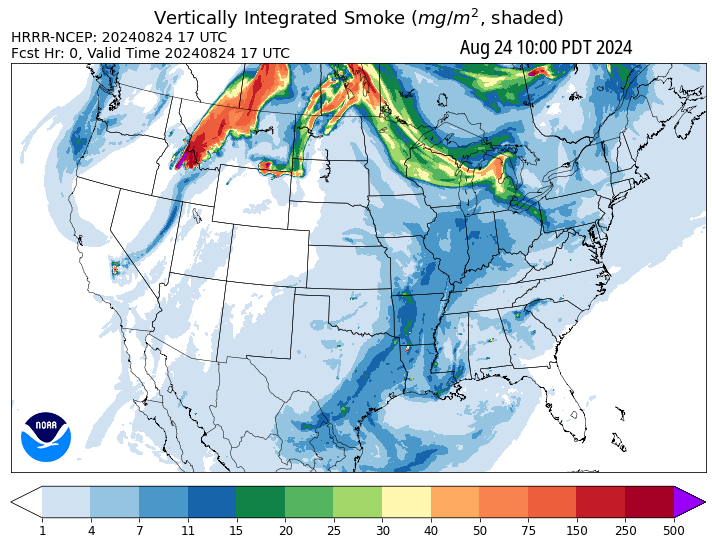 Vertically Integrated Smoke (mg/m², shaded)
HRRR-NCEP: 20240824 17 UTC
Fcst Hr: 0, Valid Time 20240824 17 UTC
Aug 24 10:00 PDT 2024
NOAA
1 4 7 11 15 20 25 30 40 50 75 150 250 500